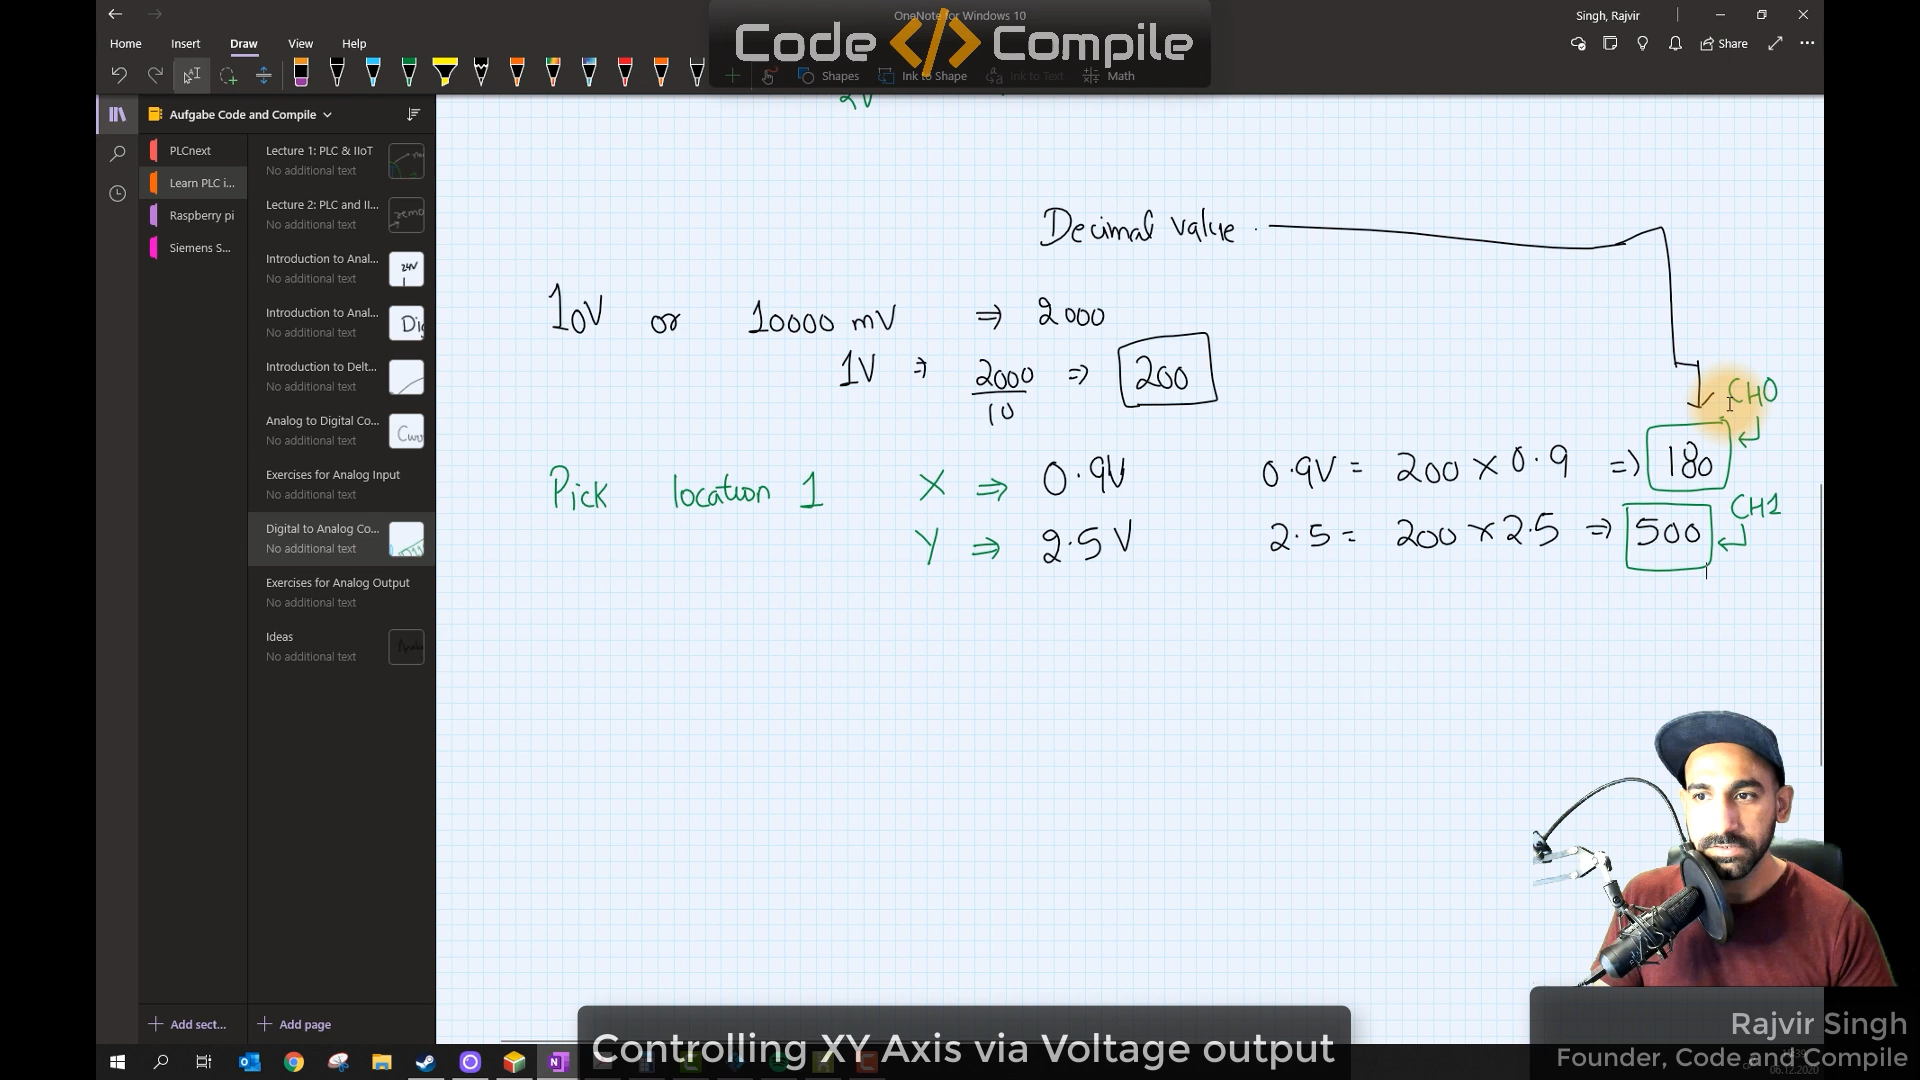 OneNote for Windows 10
Singh, Rajvir
Code </> Compile
Home Insert Draw View Help
Share
Shapes Ink to Shape Ink to Text Math
Aufgabe Code and Compile
PLCnext
Learn PLC i...
Raspberry pi
Siemens S...
Lecture 1: PLC & IIoT
No additional text
Lecture 2: PLC and II...
No additional text
Introduction to Anal...
No additional text
24V
Introduction to Anal...
No additional text
Introduction to Delt...
No additional text
Analog to Digital Co...
No additional text
Exercises for Analog Input
No additional text
Digital to Analog Co...
No additional text
Exercises for Analog Output
No additional text
Ideas
No additional text
Add sect...
Add page
2V
Decimal value
10V or 10000 mV ⇒ 2000
1V ⇒ 2000/10 ⇒ 200
CH0
Pick location 1 X ⇒ 0.9V 0.9V = 200 × 0.9 ⇒ 180
CH1
Y ⇒ 2.5V 2.5 = 200 × 2.5 ⇒ 500
Controlling XY Axis via Voltage output
Rajvir Singh
Founder, Code and Compile
06.12.2020